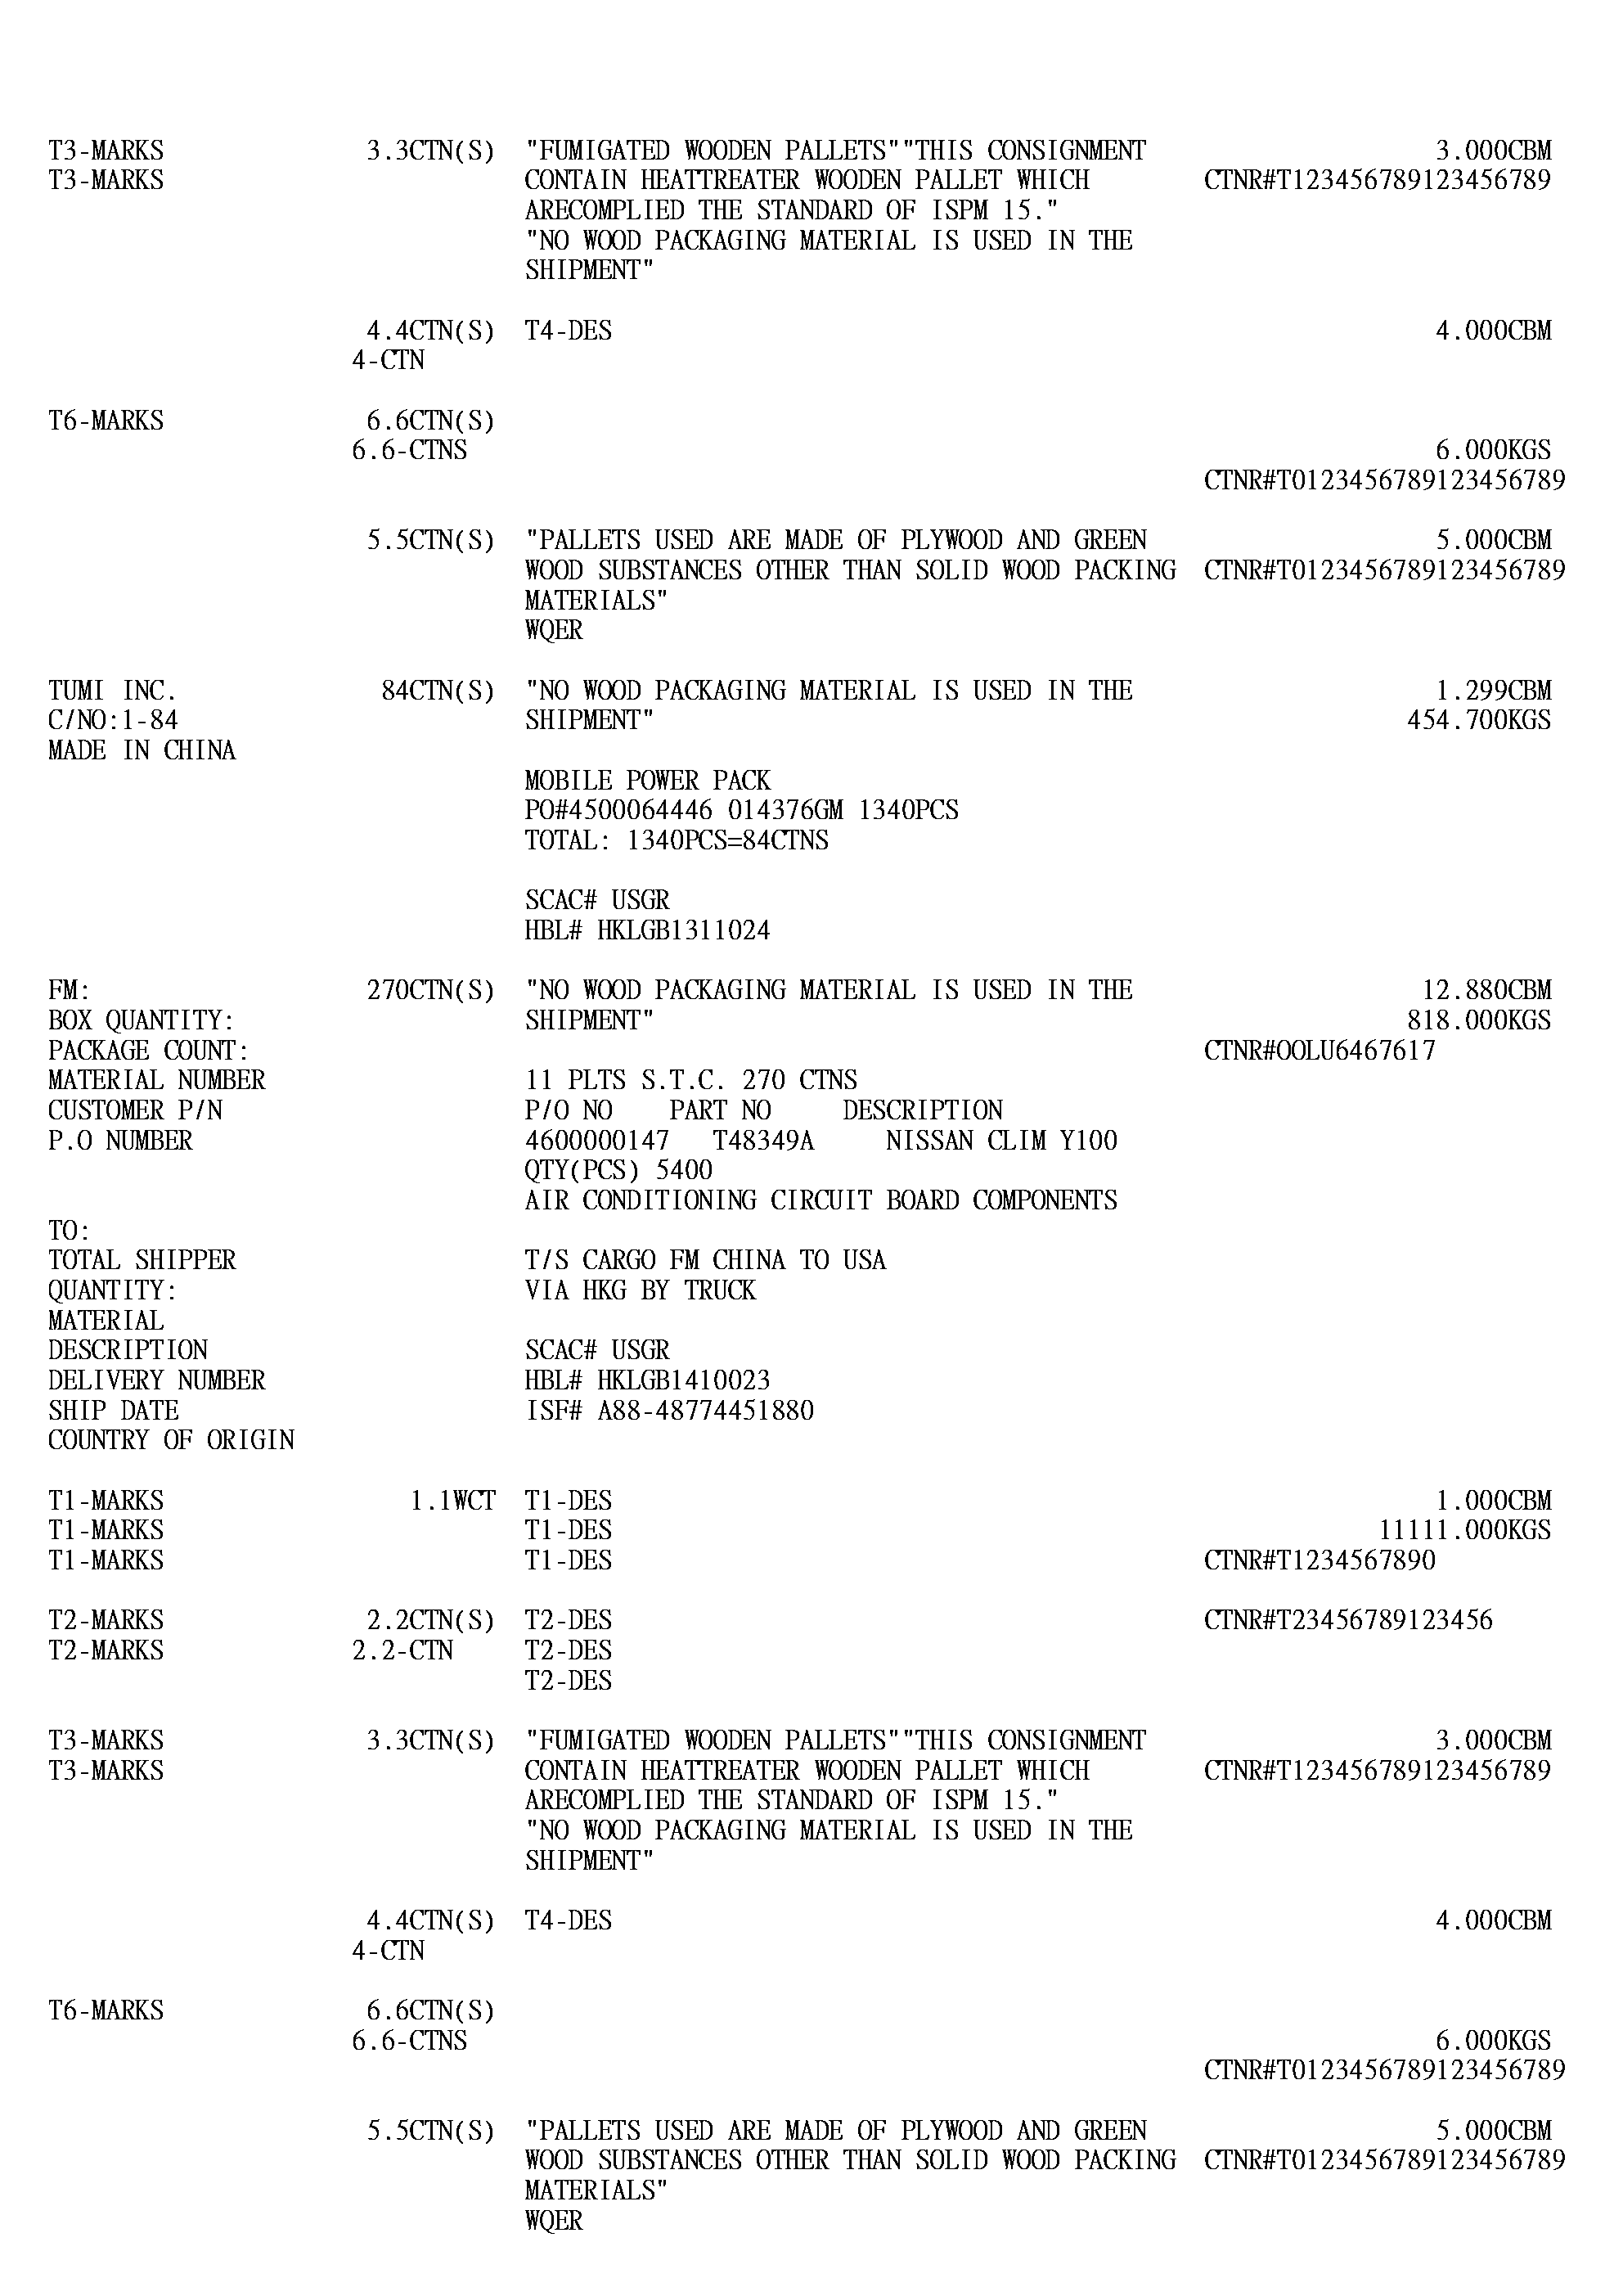 T3-MARKS 3.3CTN(S) "FUMIGATED WOODEN PALLETS""THIS CONSIGNMENT 3.000CBM
T3-MARKS CONTAIN HEATTREATER WOODEN PALLET WHICH CTNR#T123456789123456789
ARECOMPLIED THE STANDARD OF ISPM 15."
"NO WOOD PACKAGING MATERIAL IS USED IN THE
SHIPMENT"
4.4CTN(S) T4-DES 4.000CBM
4-CTN
T6-MARKS 6.6CTN(S)
6.6-CTNS 6.000KGS
CTNR#T0123456789123456789
5.5CTN(S) "PALLETS USED ARE MADE OF PLYWOOD AND GREEN 5.000CBM
WOOD SUBSTANCES OTHER THAN SOLID WOOD PACKING CTNR#T0123456789123456789
MATERIALS"
WQER
TUMI INC. 84CTN(S) "NO WOOD PACKAGING MATERIAL IS USED IN THE 1.299CBM
C/NO:1-84 SHIPMENT" 454.700KGS
MADE IN CHINA
MOBILE POWER PACK
PO#4500064446 014376GM 1340PCS
TOTAL: 1340PCS=84CTNS
SCAC# USGR
HBL# HKLGB1311024
FM: 270CTN(S) "NO WOOD PACKAGING MATERIAL IS USED IN THE 12.880CBM
BOX QUANTITY: SHIPMENT" 818.000KGS
PACKAGE COUNT: CTNR#OOLU6467617
MATERIAL NUMBER 11 PLTS S.T.C. 270 CTNS
CUSTOMER P/N P/O NO PART NO DESCRIPTION
P.O NUMBER 4600000147 T48349A NISSAN CLIM Y100
QTY(PCS) 5400
AIR CONDITIONING CIRCUIT BOARD COMPONENTS
TO:
TOTAL SHIPPER T/S CARGO FM CHINA TO USA
QUANTITY: VIA HKG BY TRUCK
MATERIAL
DESCRIPTION SCAC# USGR
DELIVERY NUMBER HBL# HKLGB1410023
SHIP DATE ISF# A88-48774451880
COUNTRY OF ORIGIN
T1-MARKS 1.1WCT T1-DES 1.000CBM
T1-MARKS T1-DES 11111.000KGS
T1-MARKS T1-DES CTNR#T1234567890
T2-MARKS 2.2CTN(S) T2-DES CTNR#T23456789123456
T2-MARKS 2.2-CTN T2-DES
T2-DES
T3-MARKS 3.3CTN(S) "FUMIGATED WOODEN PALLETS""THIS CONSIGNMENT 3.000CBM
T3-MARKS CONTAIN HEATTREATER WOODEN PALLET WHICH CTNR#T123456789123456789
ARECOMPLIED THE STANDARD OF ISPM 15."
"NO WOOD PACKAGING MATERIAL IS USED IN THE
SHIPMENT"
4.4CTN(S) T4-DES 4.000CBM
4-CTN
T6-MARKS 6.6CTN(S)
6.6-CTNS 6.000KGS
CTNR#T0123456789123456789
5.5CTN(S) "PALLETS USED ARE MADE OF PLYWOOD AND GREEN 5.000CBM
WOOD SUBSTANCES OTHER THAN SOLID WOOD PACKING CTNR#T0123456789123456789
MATERIALS"
WQER